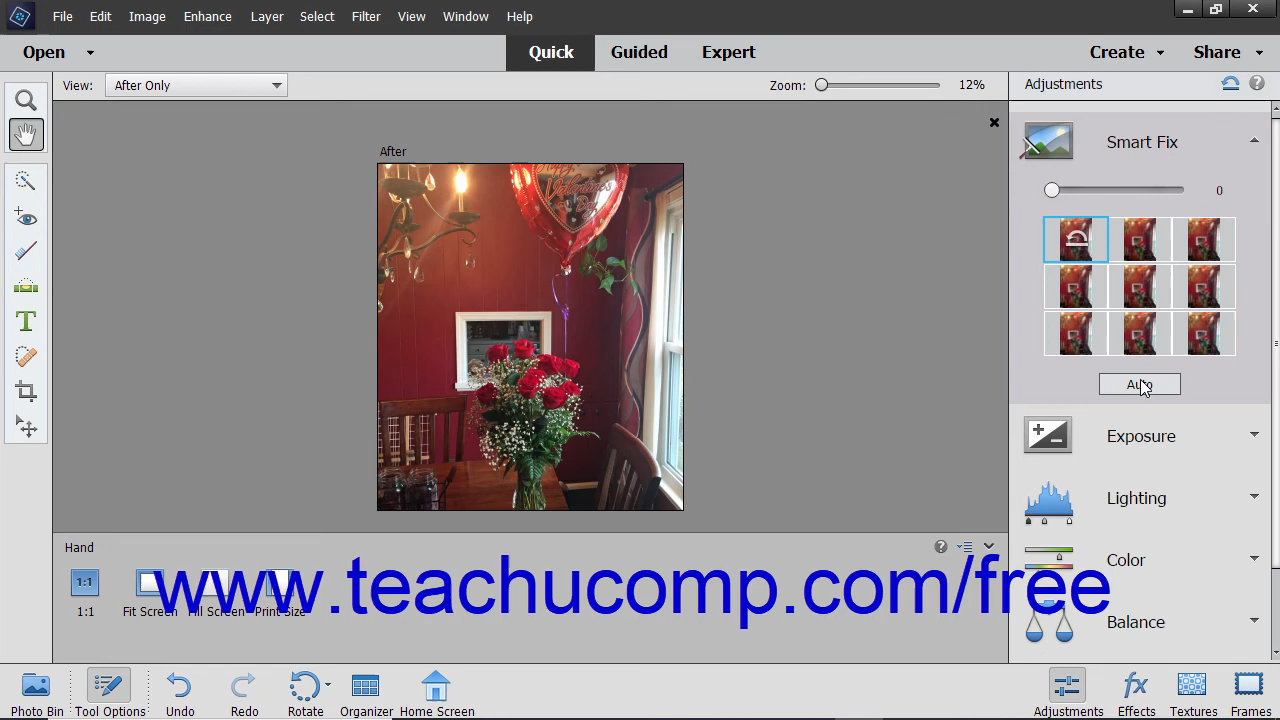 File Edit Image Enhance Layer Select Filter View Window Help
Open Quick Guided Expert Create Share
View: After Only Zoom: 12% Adjustments
After
Happy
Valentine's
Day
Smart Fix
0
Auto
Exposure
Lighting
Color
Balance
Hand
1:1
1:1 Fit Screen Fill Screen Print Size
www.teachucomp.com/free
Photo Bin Tool Options Undo Redo Rotate Organizer Home Screen Adjustments Effects Textures Frames